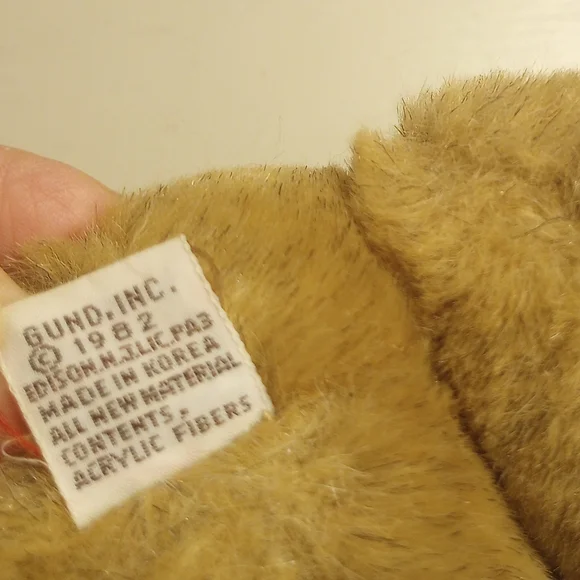 GUND, INC.
© 1982
EDISON.N.J.LIC.PA3
MADE IN KOREA
ALL NEW MATERIAL
CONTENTS.
ACRYLIC FIBERS